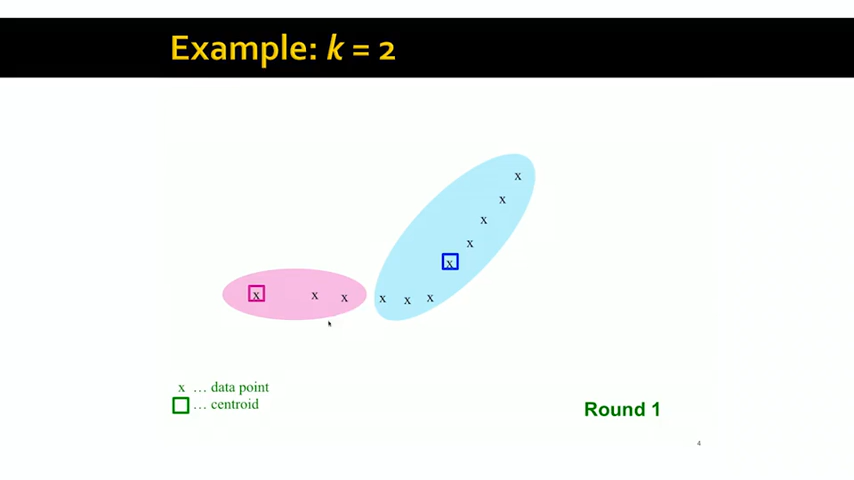 Example: k = 2
x
x
x
x
x
x
x x x x x x
x … data point
… centroid
Round 1
4